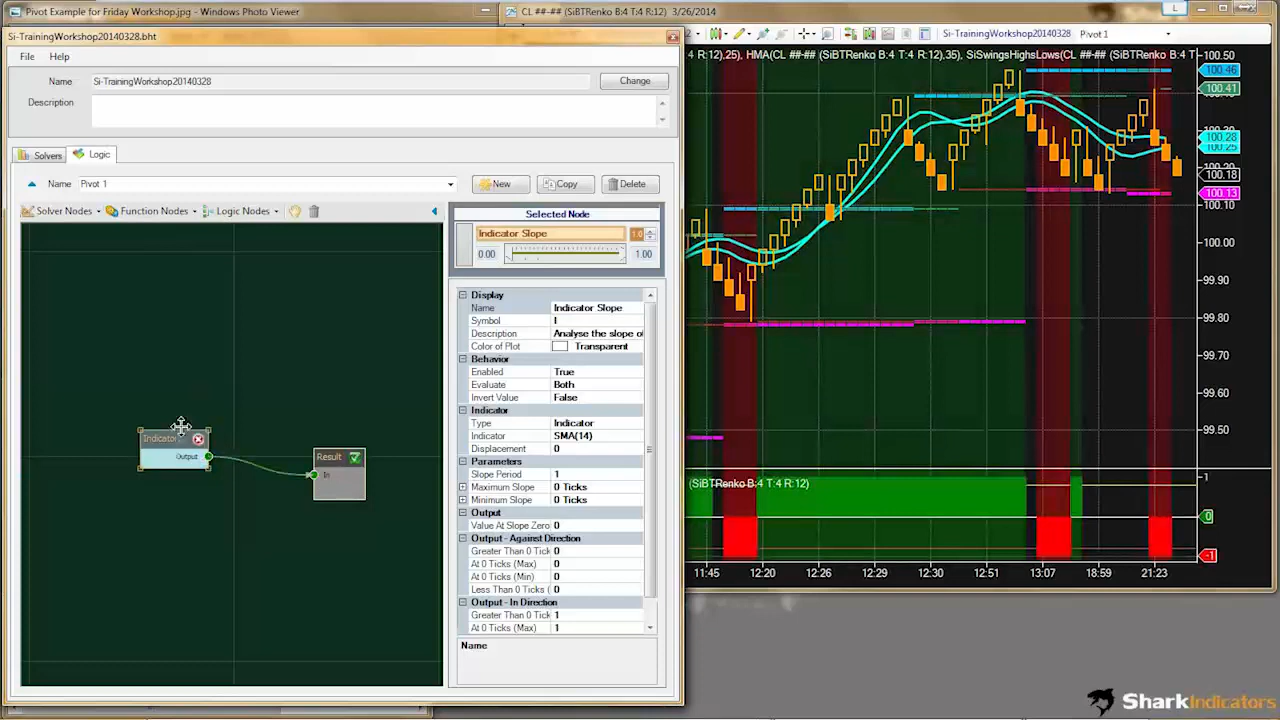 Pivot Example for Friday Workshop.jpg - Windows Photo Viewer
CL ##-## (SiBTRenko B:4 T:4 R:12) 3/26/2014
Si-TrainingWorkshop20140328.bht
File Help
Name Si-TrainingWorkshop20140328 Change
Description
Solvers Logic
Name Pivot 1 New Copy Delete
Solver Nodes Function Nodes Logic Nodes
Selected Node
Indicator Slope 1.0
0.00 1.00
Display
Name Indicator Slope
Symbol I
Description Analyse the slope o
Color of Plot Transparent
Behavior
Enabled True
Evaluate Both
Invert Value False
Indicator
Type Indicator
Indicator SMA(14)
Displacement 0
Parameters
Slope Period 1
Maximum Slope 0 Ticks
Minimum Slope 0 Ticks
Output
Value At Slope Zero 0
Output - Against Direction
Greater Than 0 Tick 0
At 0 Ticks (Max) 0
At 0 Ticks (Min) 0
Less Than 0 Ticks ( 0
Output - In Direction
Greater Than 0 Tick 1
At 0 Ticks (Max) 1
Name
Indicator
Output
Result
In
Si-TrainingWorkshop20140328 Pivot 1
R:12),25), HMA(CL ##-## (SiBTRenko B:4 T:4 R:12),35), SiSwingsHighsLows(CL ##-## (SiBTRenko B:4 T
100.50
100.46
100.41
100.30
100.28
100.25
100.20
100.18
100.13
100.10
100.00
99.90
99.80
99.70
99.60
99.50
(SiBTRenko B:4 T:4 R:12)
1
0
-1
11:45 12:20 12:26 12:29 12:30 12:51 13:07 18:59 21:23
SharkIndicators